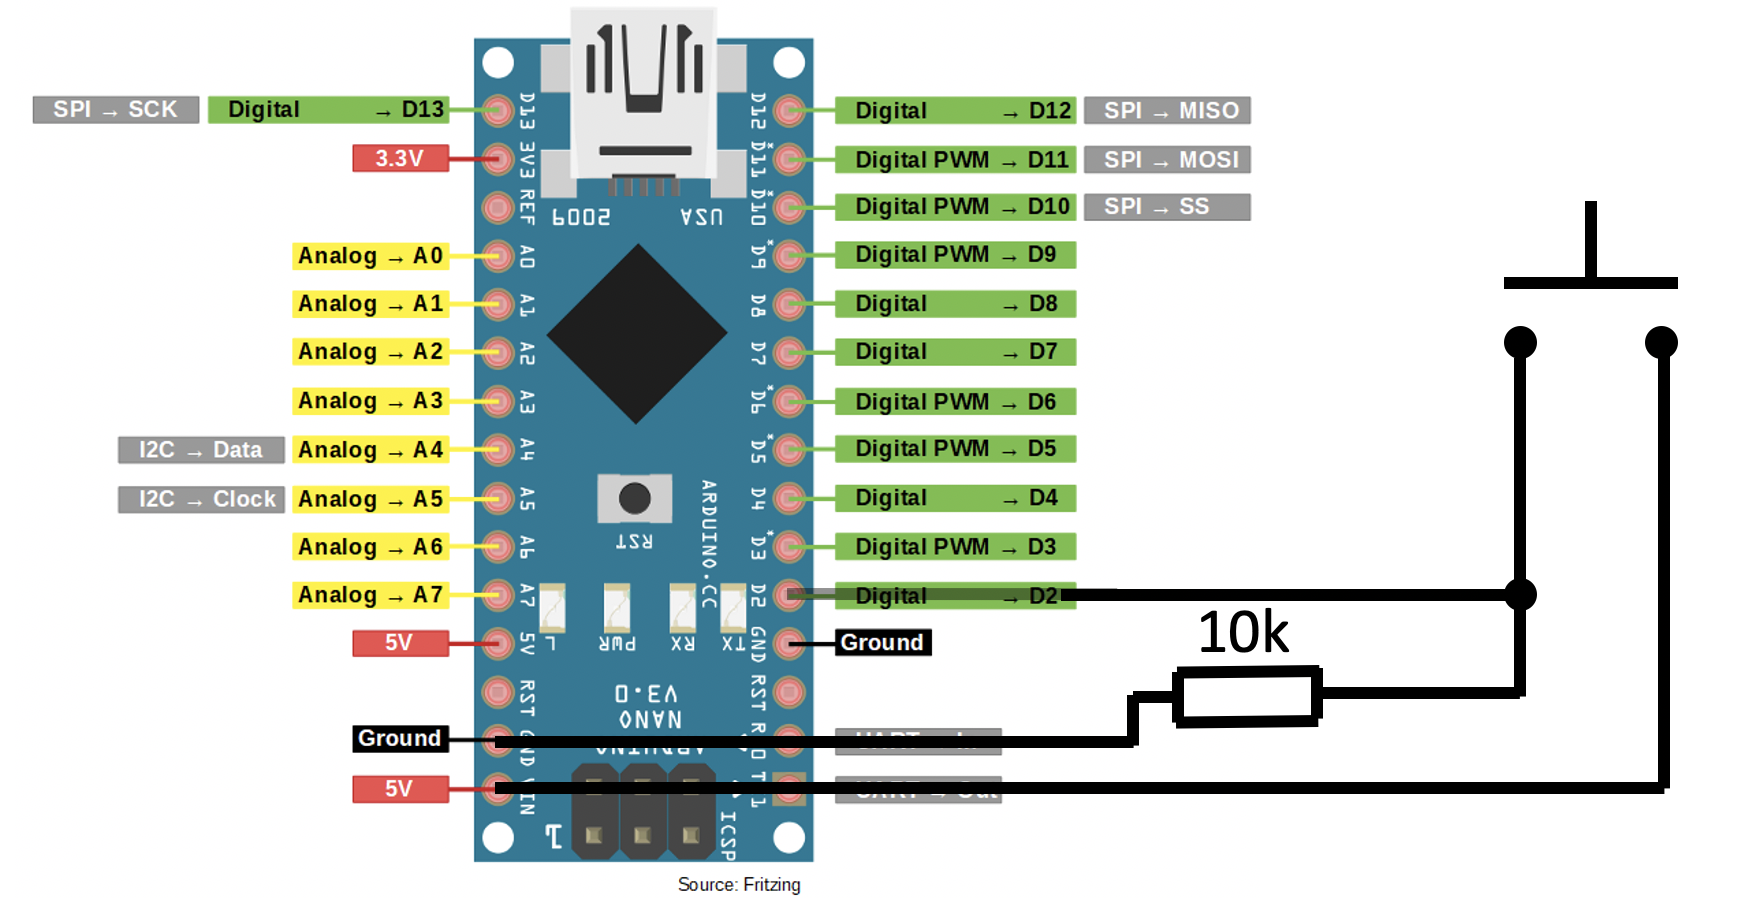 SPI → SCK
Digital → D13
3.3V
Analog → A0
Analog → A1
Analog → A2
Analog → A3
I2C → Data
Analog → A4
I2C → Clock
Analog → A5
Analog → A6
Analog → A7
5V
Ground
5V
D13
3V3
REF
A0
A1
A2
A3
A4
A5
A6
A7
5V
RST
GND
VIN
2009
USA
RST
ARDUINO.CC
L
PWR
RX
TX
V3.0
NANO
ARDUINO
1
ICSP
D12
D11*
D10*
D9*
D8
D7
D6*
D5*
D4
D3*
D2
GND
RST
Digital → D12
SPI → MISO
Digital PWM → D11
SPI → MOSI
Digital PWM → D10
SPI → SS
Digital PWM → D9
Digital → D8
Digital → D7
Digital PWM → D6
Digital PWM → D5
Digital → D4
Digital PWM → D3
Digital → D2
Ground
UART → In
UART → Out
10k
Source: Fritzing